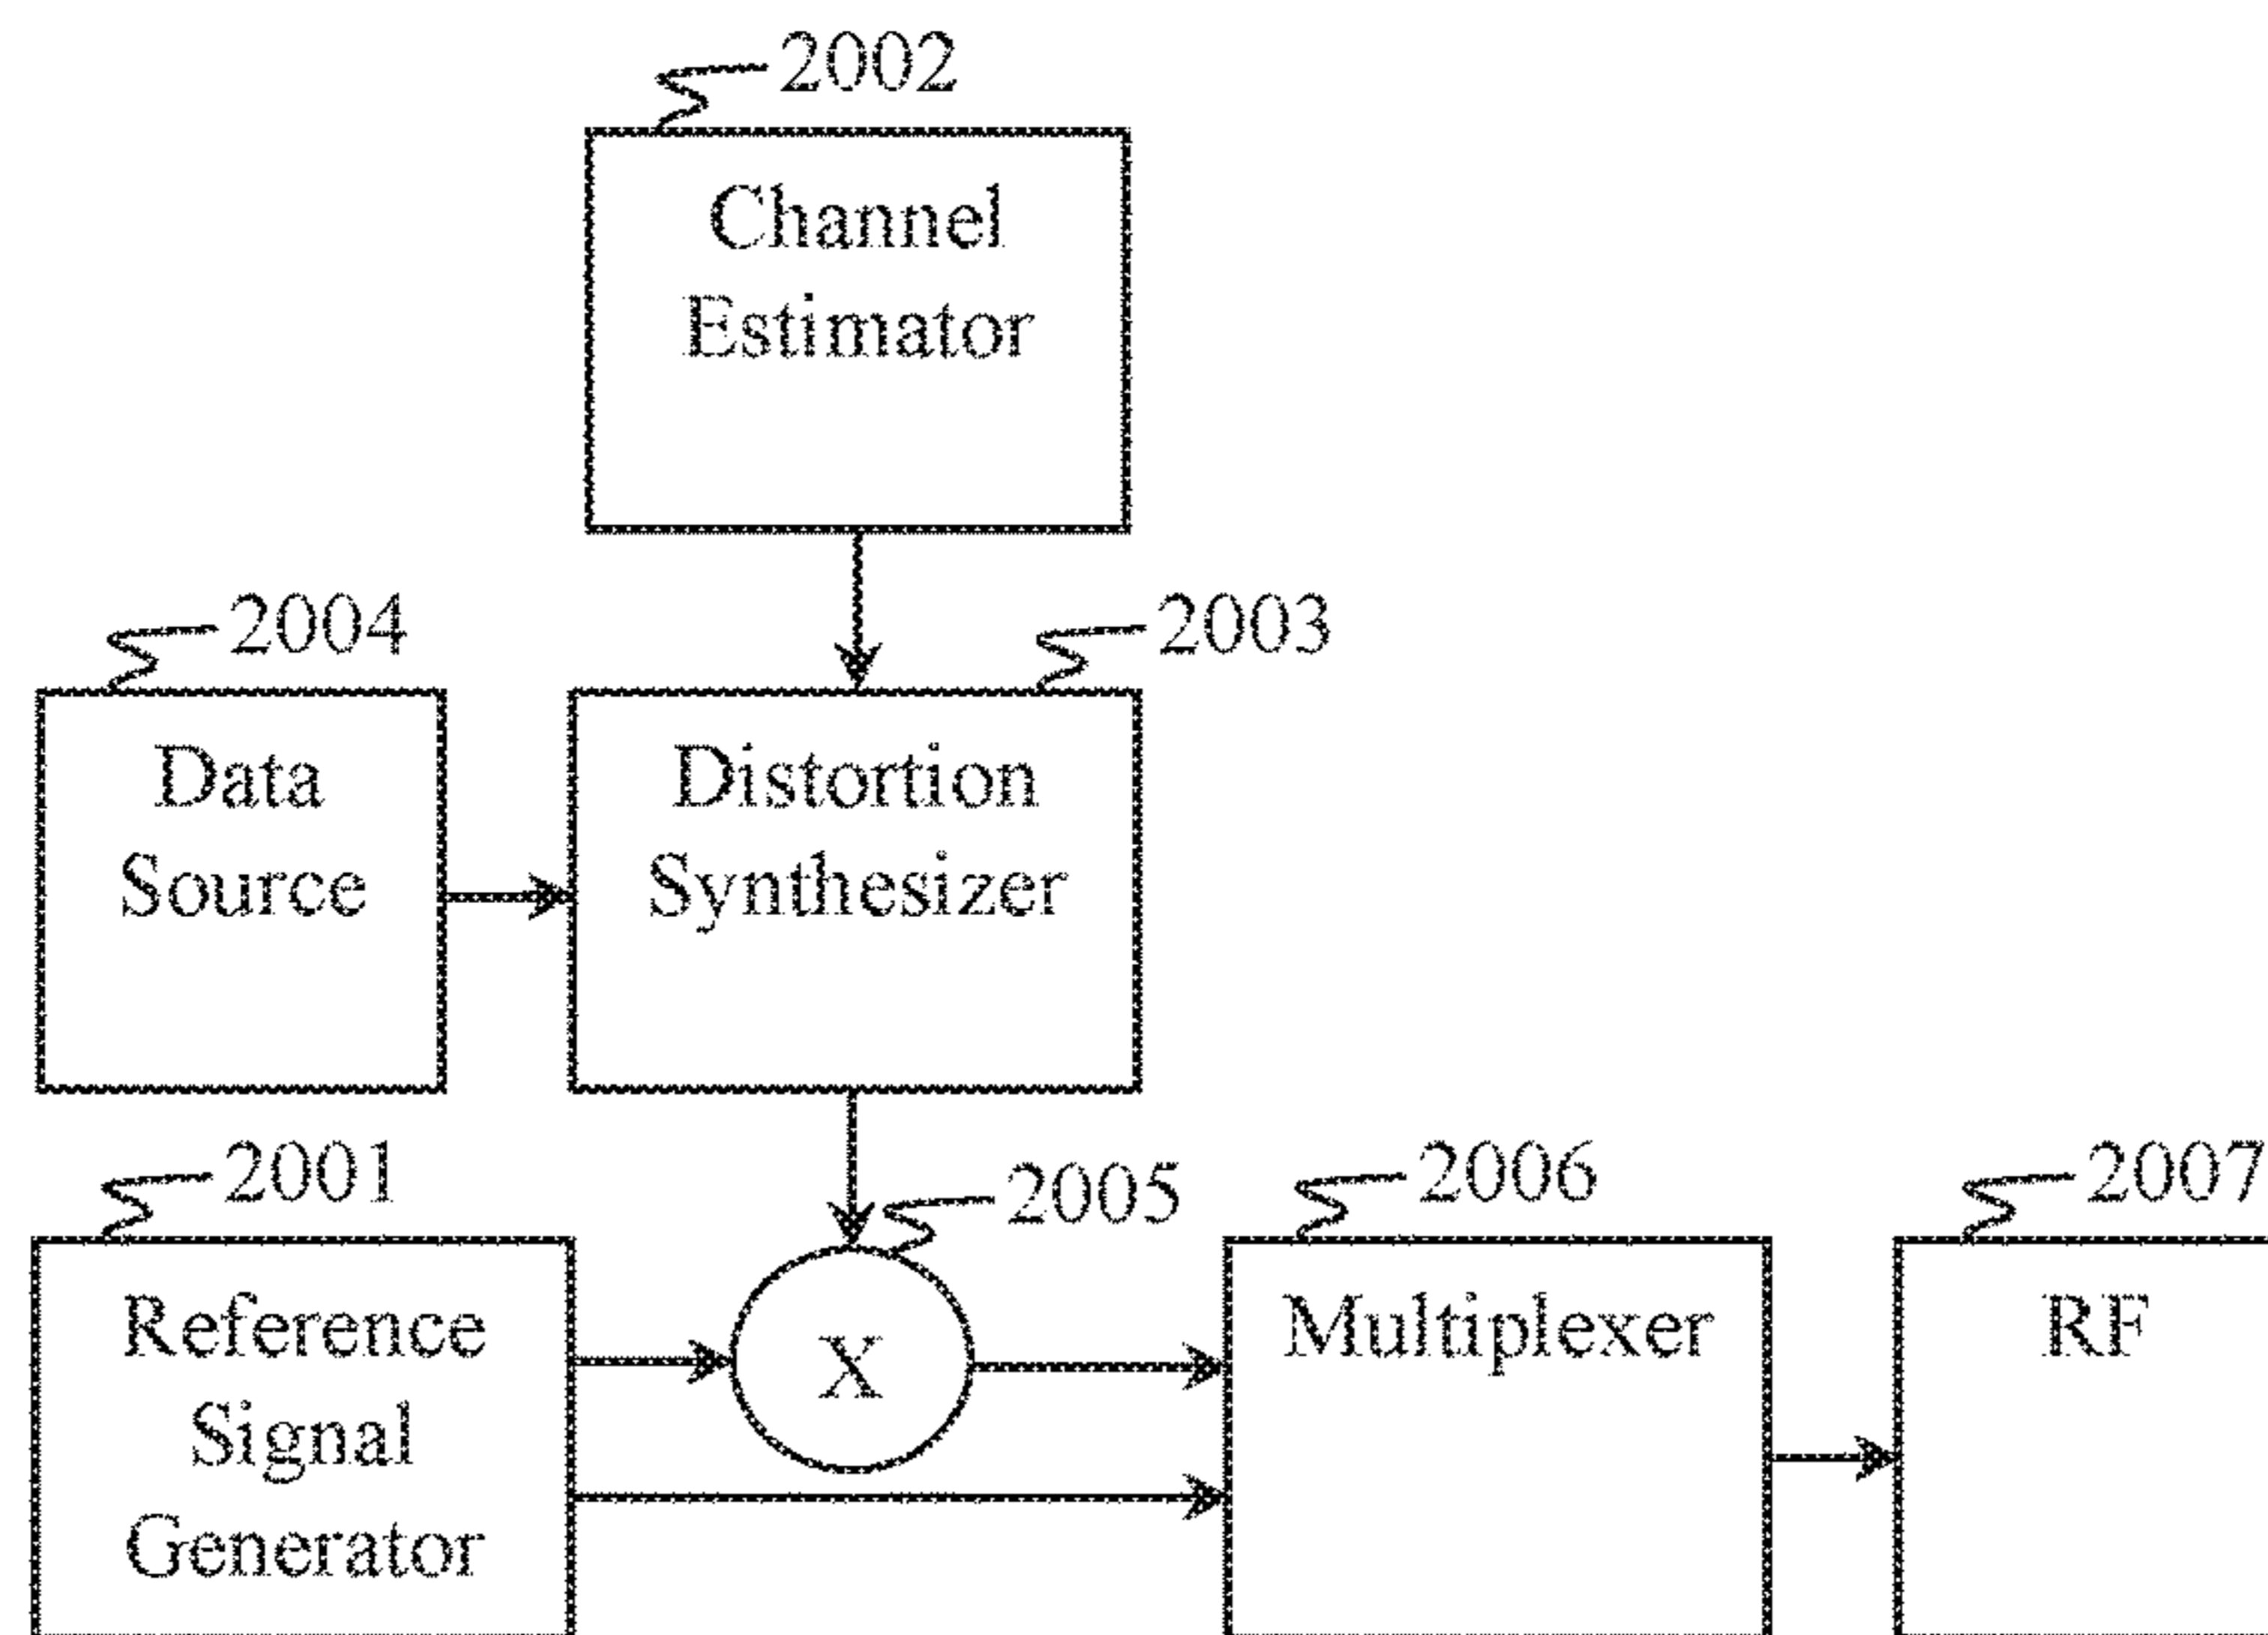 2002
Channel
Estimator
2004
2003
Data
Source
Distortion
Synthesizer
2001
2005
2006
2007
Reference
Signal
Generator
X
Multiplexer
RF